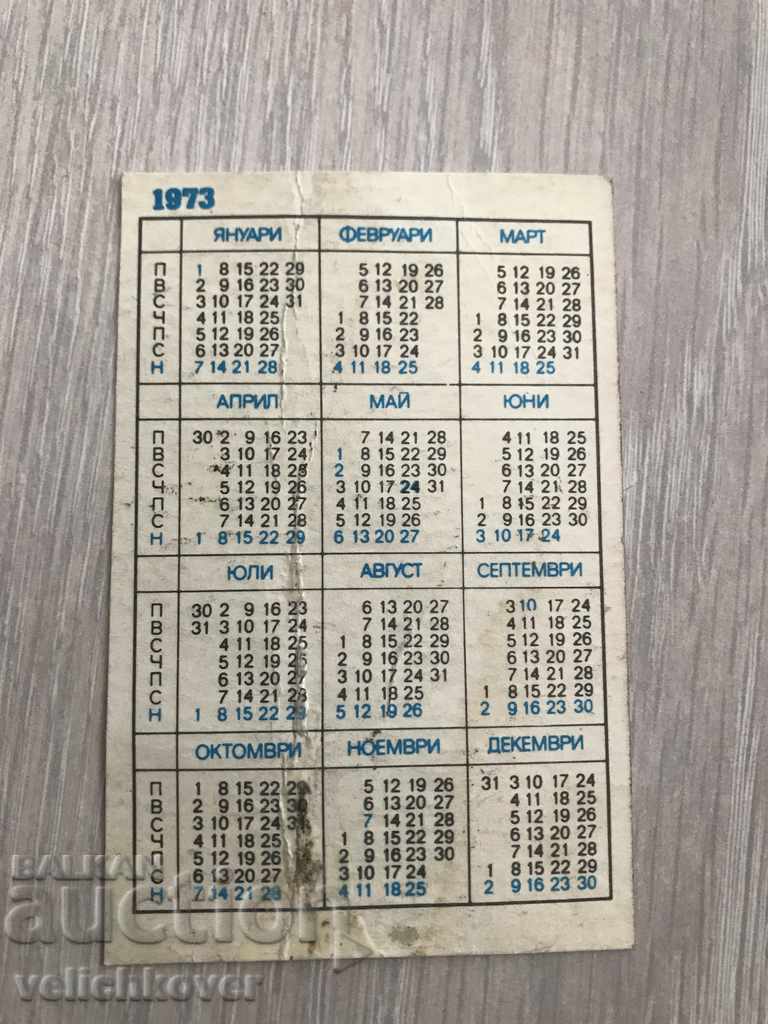 1973
ЯНУАРИ ФЕВРУАРИ МАРТ
П 1 8 15 22 29 5 12 19 26 5 12 19 26
В 2 9 16 23 30 6 13 20 27 6 13 20 27
С 3 10 17 24 31 7 14 21 28 7 14 21 28
Ч 4 11 18 25 1 8 15 22 1 8 15 22 29
П 5 12 19 26 2 9 16 23 2 9 16 23 30
С 6 13 20 27 3 10 17 24 3 10 17 24 31
Н 7 14 21 28 4 11 18 25 4 11 18 25
АПРИЛ МАЙ ЮНИ
П 30 2 9 16 23 7 14 21 28 4 11 18 25
В 3 10 17 24 1 8 15 22 29 5 12 19 26
С 4 11 18 25 2 9 16 23 30 6 13 20 27
Ч 5 12 19 26 3 10 17 24 31 7 14 21 28
П 6 13 20 27 4 11 18 25 1 8 15 22 29
С 7 14 21 28 5 12 19 26 2 9 16 23 30
Н 1 8 15 22 29 6 13 20 27 3 10 17 24
ЮЛИ АВГУСТ СЕПТЕМВРИ
П 30 2 9 16 23 6 13 20 27 3 10 17 24
В 31 3 10 17 24 7 14 21 28 4 11 18 25
С 4 11 18 25 1 8 15 22 29 5 12 19 26
Ч 5 12 19 26 2 9 16 23 30 6 13 20 27
П 6 13 20 27 3 10 17 24 31 7 14 21 28
С 7 14 21 28 4 11 18 25 1 8 15 22 29
Н 1 8 15 22 29 5 12 19 26 2 9 16 23 30
ОКТОМВРИ НОЕМВРИ ДЕКЕМВРИ
П 1 8 15 22 29 5 12 19 26 31 3 10 17 24
В 2 9 16 23 30 6 13 20 27 4 11 18 25
С 3 10 17 24 31 7 14 21 28 5 12 19 26
Ч 4 11 18 25 1 8 15 22 29 6 13 20 27
П 5 12 19 26 2 9 16 23 30 7 14 21 28
С 6 13 20 27 3 10 17 24 1 8 15 22 29
Н 7 14 21 28 4 11 18 25 2 9 16 23 30
BALKAN
auction
velichkover